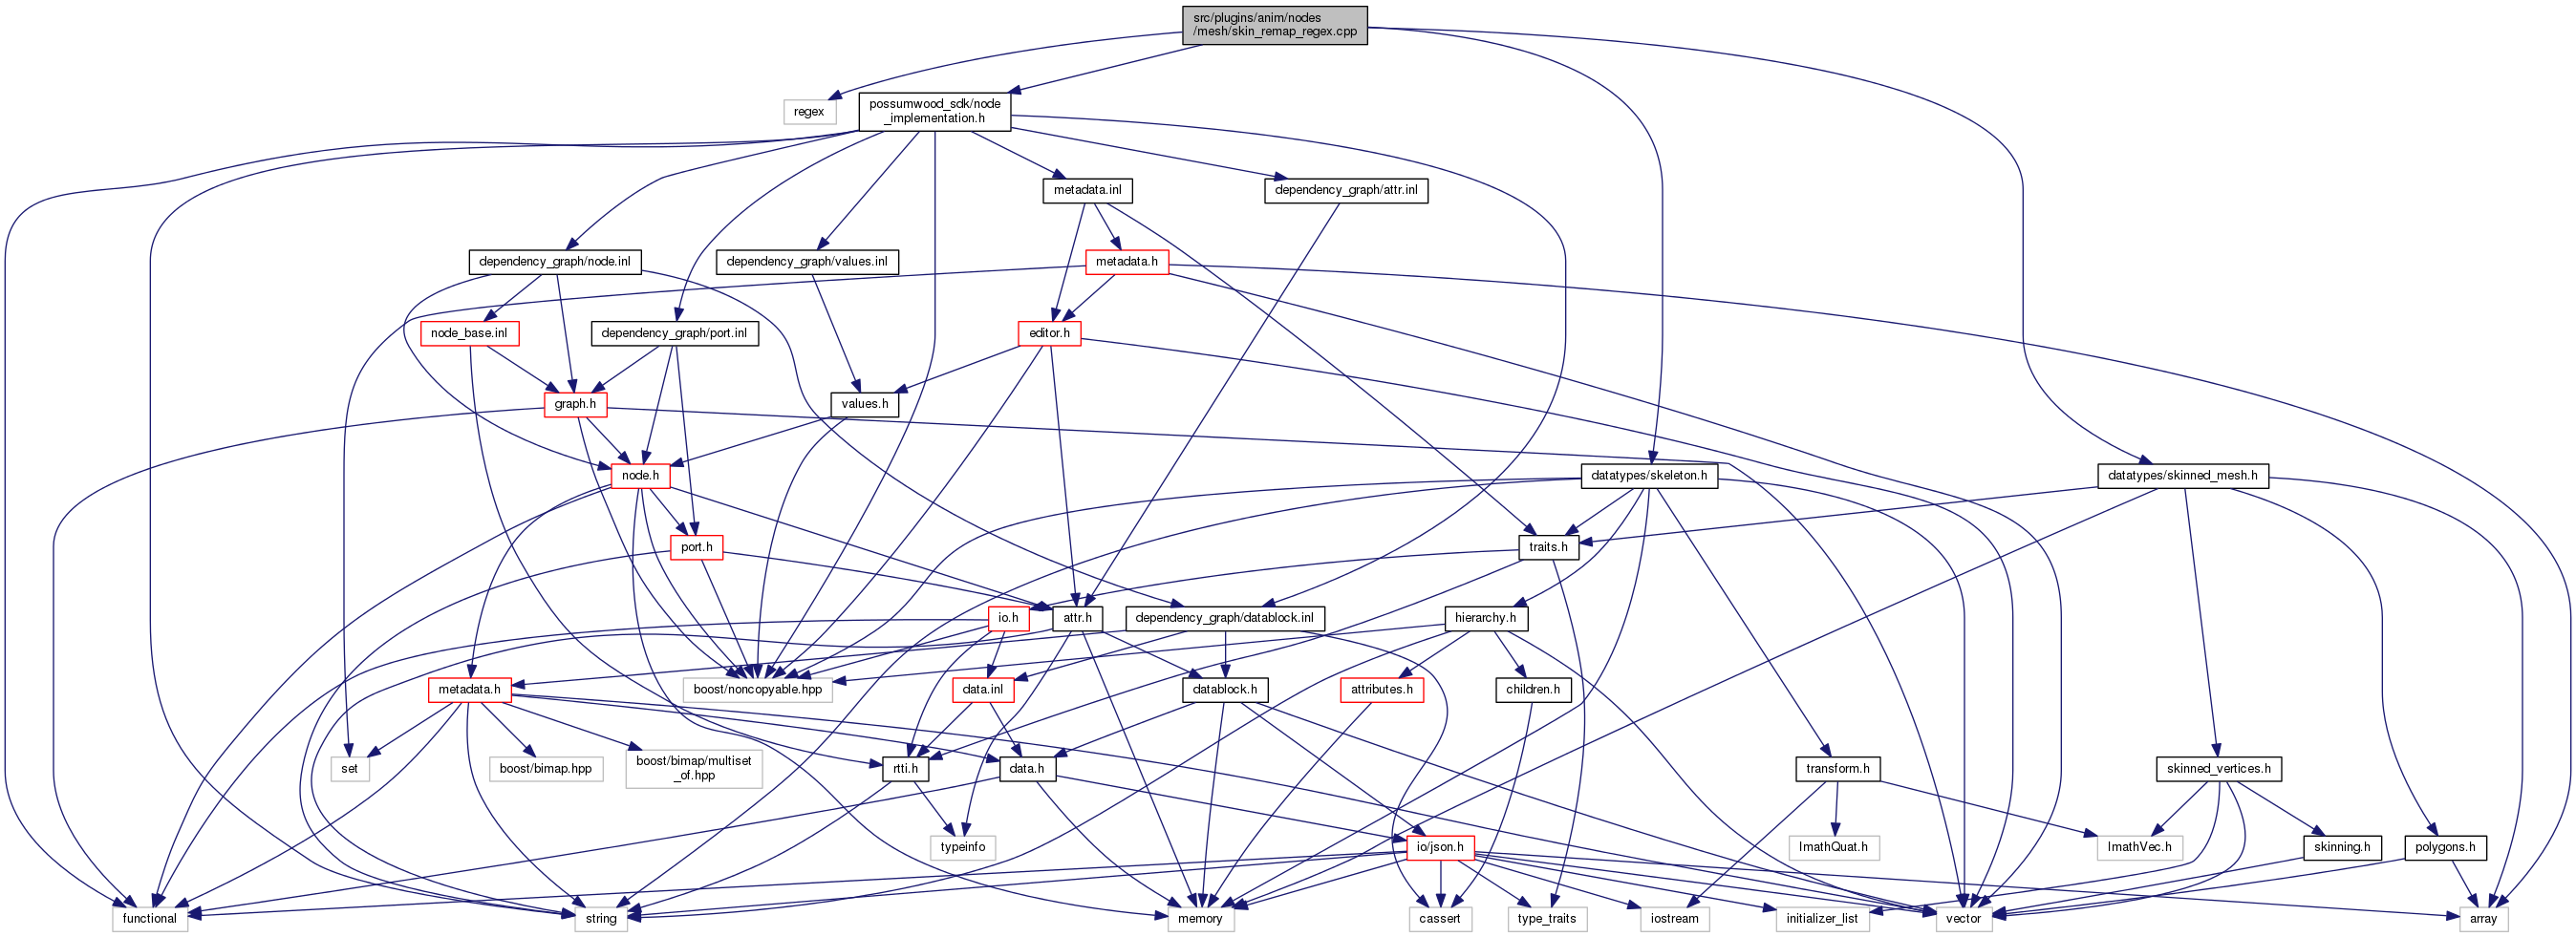 src/plugins/anim/nodes
/mesh/skin_remap_regex.cpp
regex
possumwood_sdk/node
_implementation.h
metadata.inl
dependency_graph/attr.inl
dependency_graph/node.inl
dependency_graph/values.inl
metadata.h
node_base.inl
dependency_graph/port.inl
editor.h
graph.h
values.h
node.h
datatypes/skeleton.h
datatypes/skinned_mesh.h
port.h
traits.h
io.h
attr.h
dependency_graph/datablock.inl
hierarchy.h
metadata.h
boost/noncopyable.hpp
data.inl
datablock.h
attributes.h
children.h
set
boost/bimap.hpp
boost/bimap/multiset
_of.hpp
rtti.h
data.h
transform.h
skinned_vertices.h
typeinfo
io/json.h
ImathQuat.h
ImathVec.h
skinning.h
polygons.h
functional
string
memory
cassert
type_traits
iostream
initializer_list
vector
array